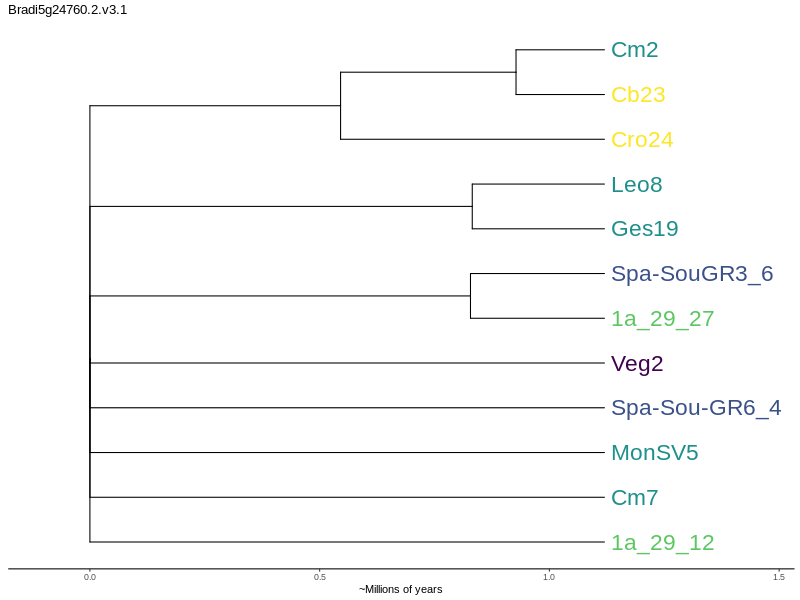 Bradi5g24760.2.v3.1
Cm2
Cb23
Cro24
Leo8
Ges19
Spa-SouGR3_6
1a_29_27
Veg2
Spa-Sou-GR6_4
MonSV5
Cm7
1a_29_12
0.0 0.5 1.0 1.5
~Millions of years